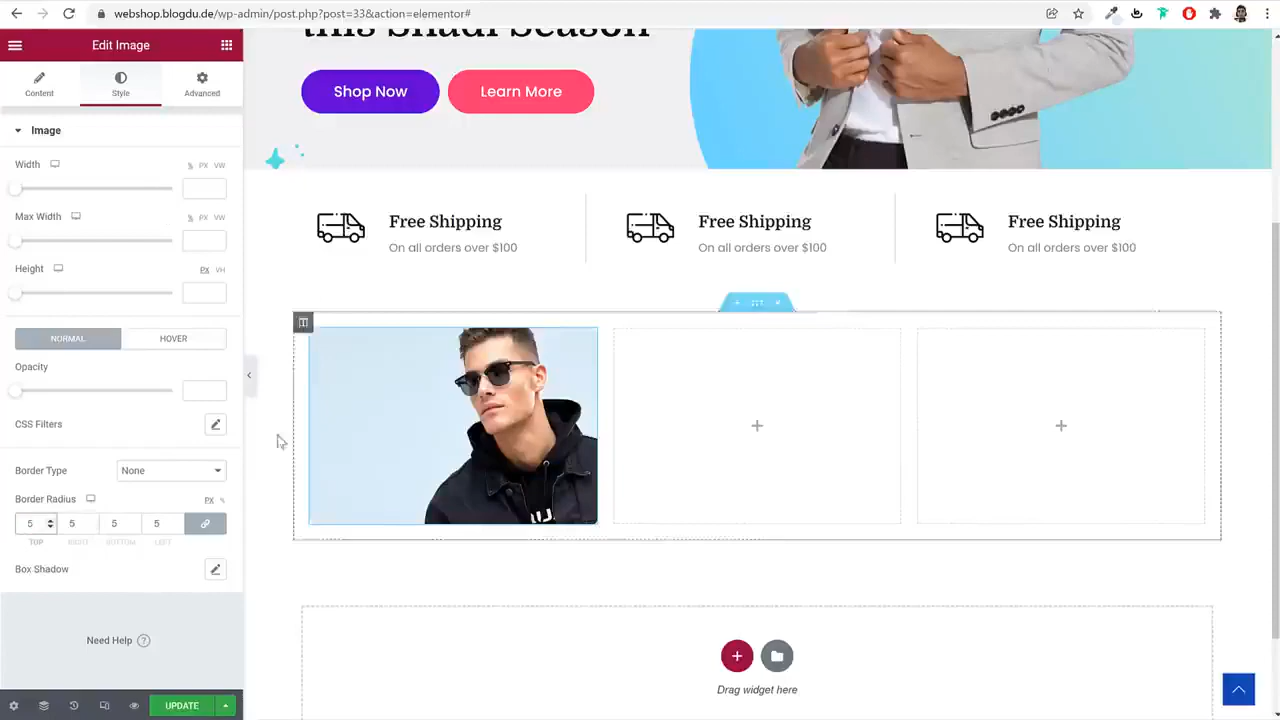 webshop.blogdu.de/wp-admin/post.php?post=33&action=elementor#
Edit Image
Content
Style
Advanced
Image
Width
% PX VW
Max Width
% PX VW
Height
PX VH
NORMAL
HOVER
Opacity
CSS Filters
Border Type
None
Border Radius
PX %
5
5
5
5
TOP
RIGHT
BOTTOM
LEFT
Box Shadow
Need Help
UPDATE
this Shadi Season
Shop Now
Learn More
Free Shipping
On all orders over $100
Free Shipping
On all orders over $100
Free Shipping
On all orders over $100
Drag widget here